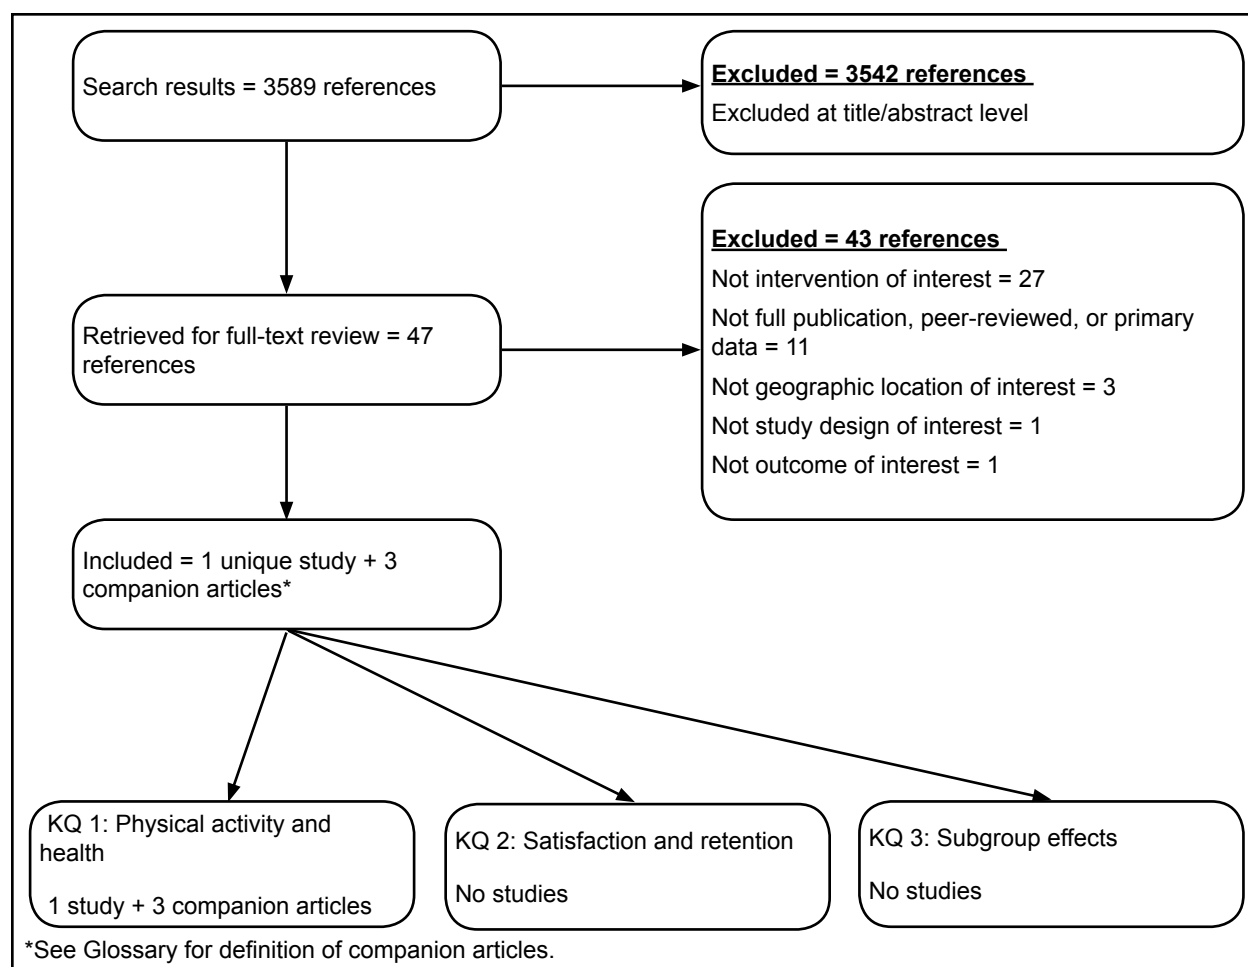 Search results = 3589 references
Excluded = 3542 references
Excluded at title/abstract level
Retrieved for full-text review = 47
references
Excluded = 43 references
Not intervention of interest = 27
Not full publication, peer-reviewed, or primary
data = 11
Not geographic location of interest = 3
Not study design of interest = 1
Not outcome of interest = 1
Included = 1 unique study + 3
companion articles*
KQ 1: Physical activity and
health
1 study + 3 companion articles
KQ 2: Satisfaction and retention
No studies
KQ 3: Subgroup effects
No studies
*See Glossary for definition of companion articles.